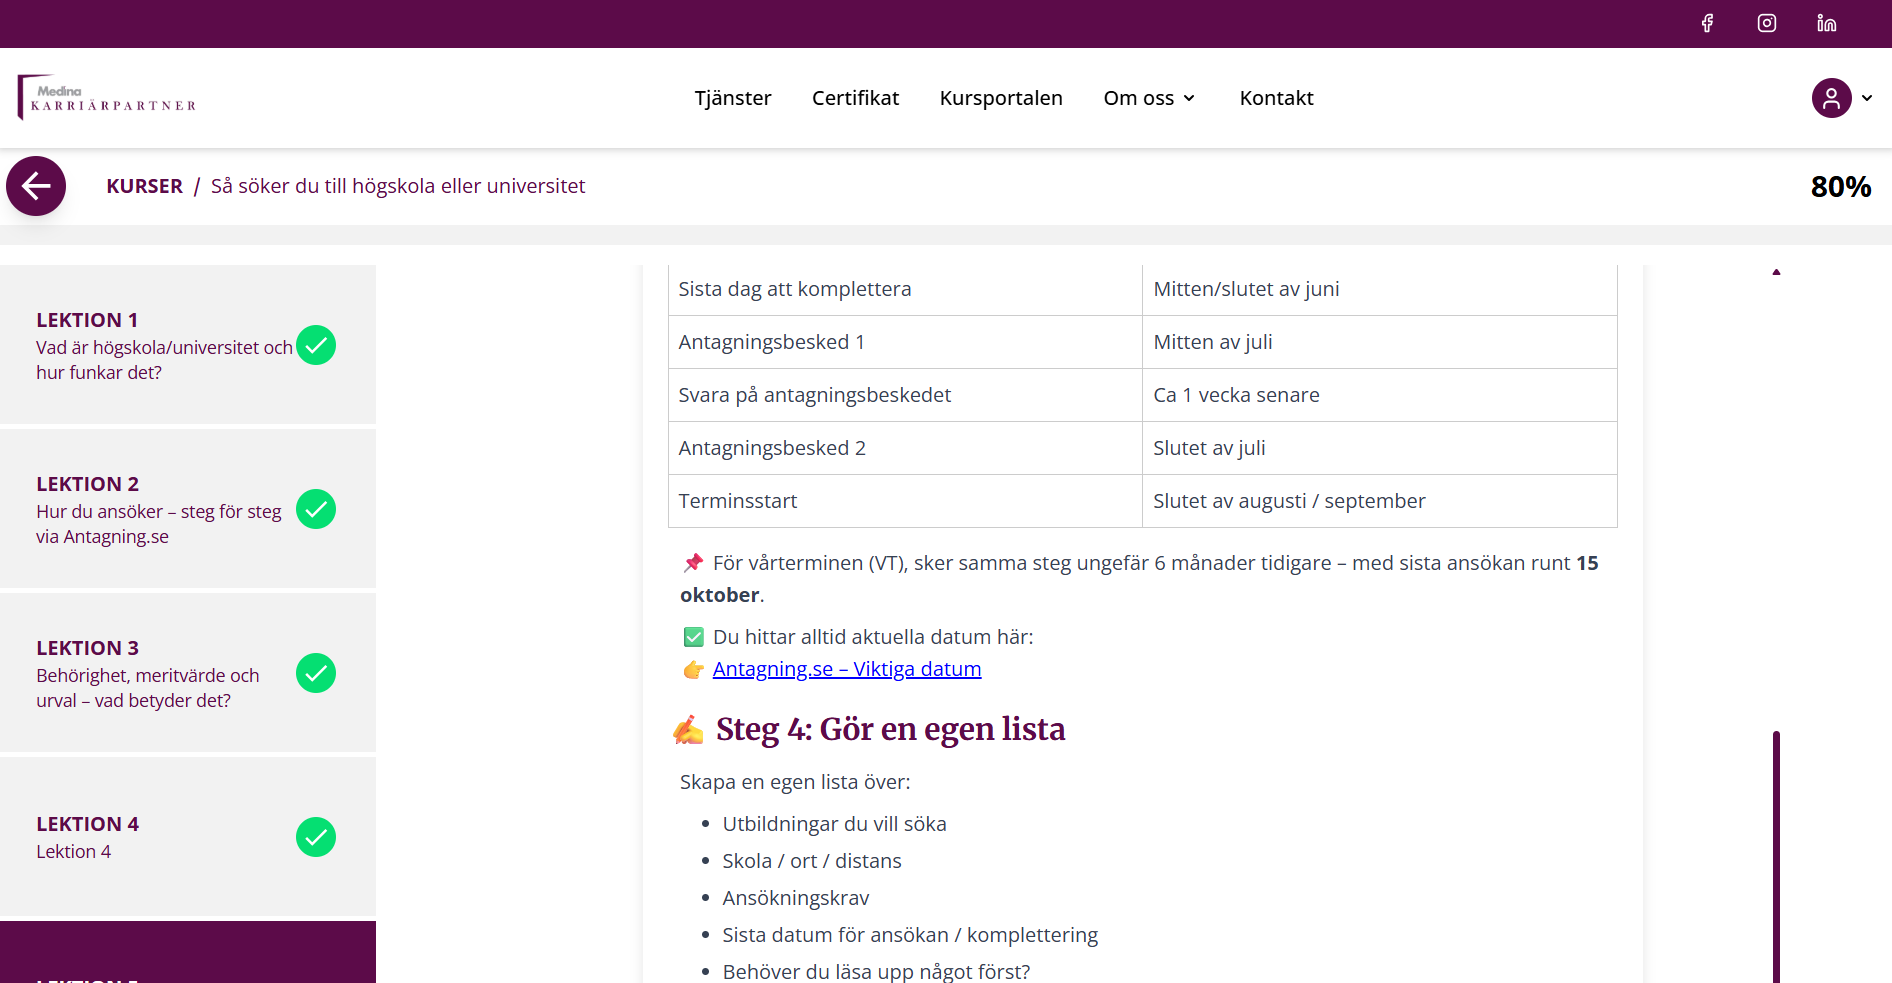 Medina
KARRIÄRPARTNER
Tjänster
Certifikat
Kursportalen
Om oss
Kontakt
KURSER / Så söker du till högskola eller universitet
80%
LEKTION 1
Vad är högskola/universitet och
hur funkar det?
LEKTION 2
Hur du ansöker – steg för steg
via Antagning.se
LEKTION 3
Behörighet, meritvärde och
urval – vad betyder det?
LEKTION 4
Lektion 4
LEKTION 5
Sista dag att komplettera
Mitten/slutet av juni
Antagningsbesked 1
Mitten av juli
Svara på antagningsbeskedet
Ca 1 vecka senare
Antagningsbesked 2
Slutet av juli
Terminsstart
Slutet av augusti / september
📌 För vårterminen (VT), sker samma steg ungefär 6 månader tidigare – med sista ansökan runt 15
oktober.
✅ Du hittar alltid aktuella datum här:
👉 Antagning.se – Viktiga datum
✍️ Steg 4: Gör en egen lista
Skapa en egen lista över:
• Utbildningar du vill söka
• Skola / ort / distans
• Ansökningskrav
• Sista datum för ansökan / komplettering
• Behöver du läsa upp något först?